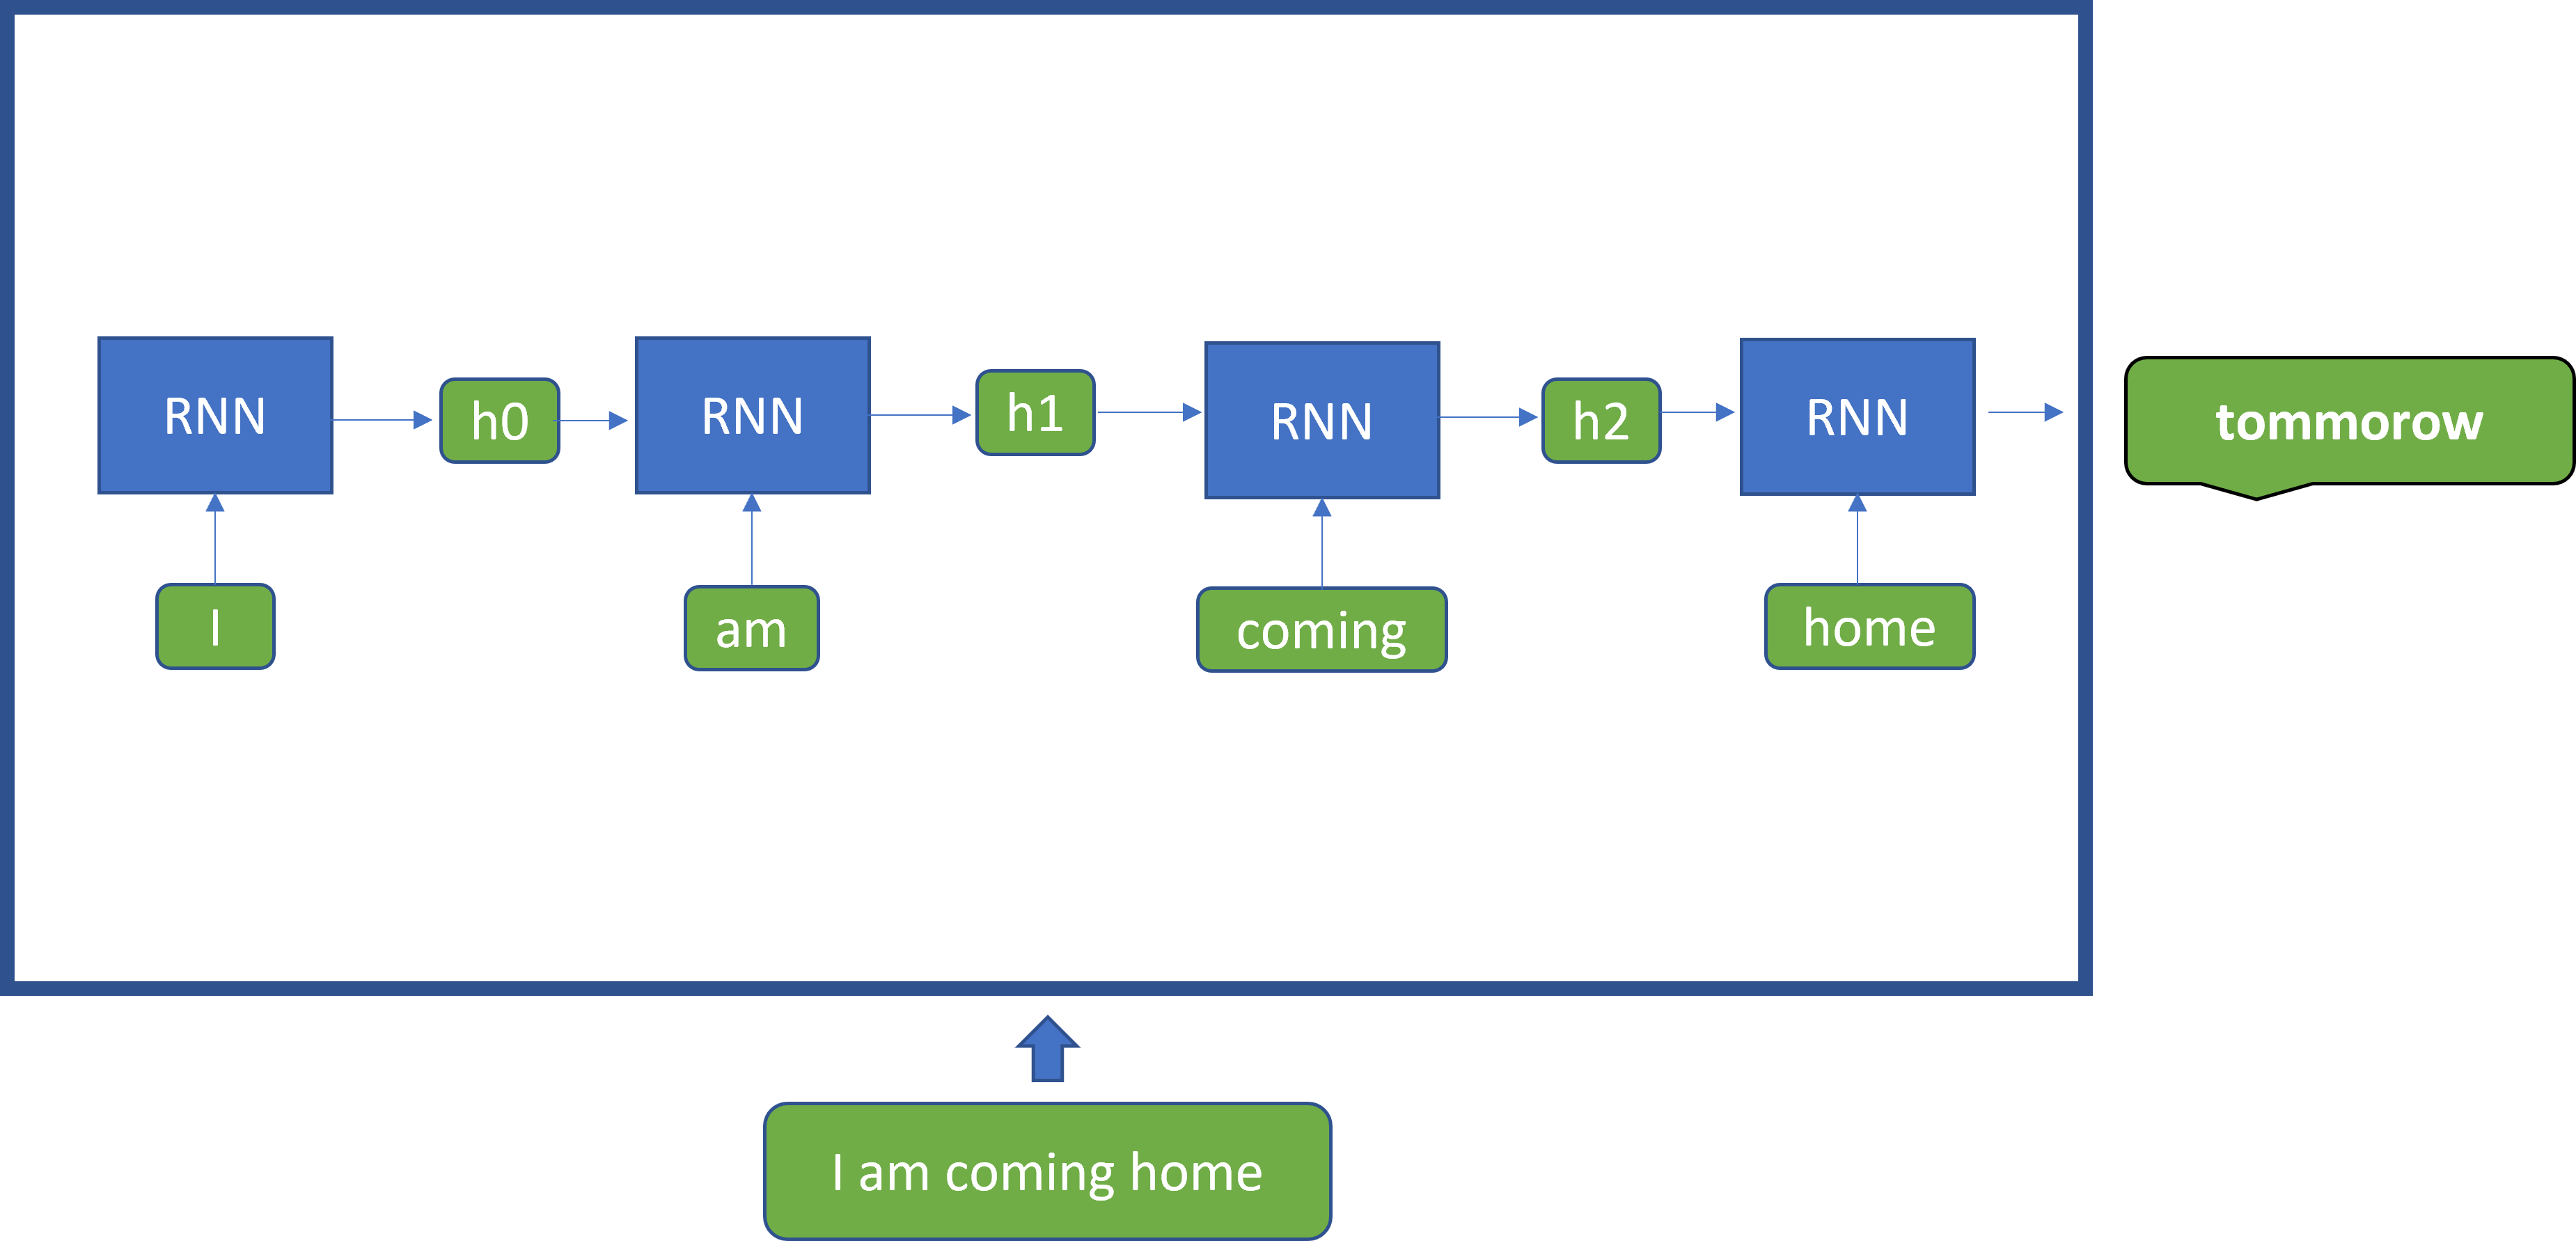 RNN
h0
RNN
h1
RNN
h2
RNN
tommorow
I
am
coming
home
I am coming home